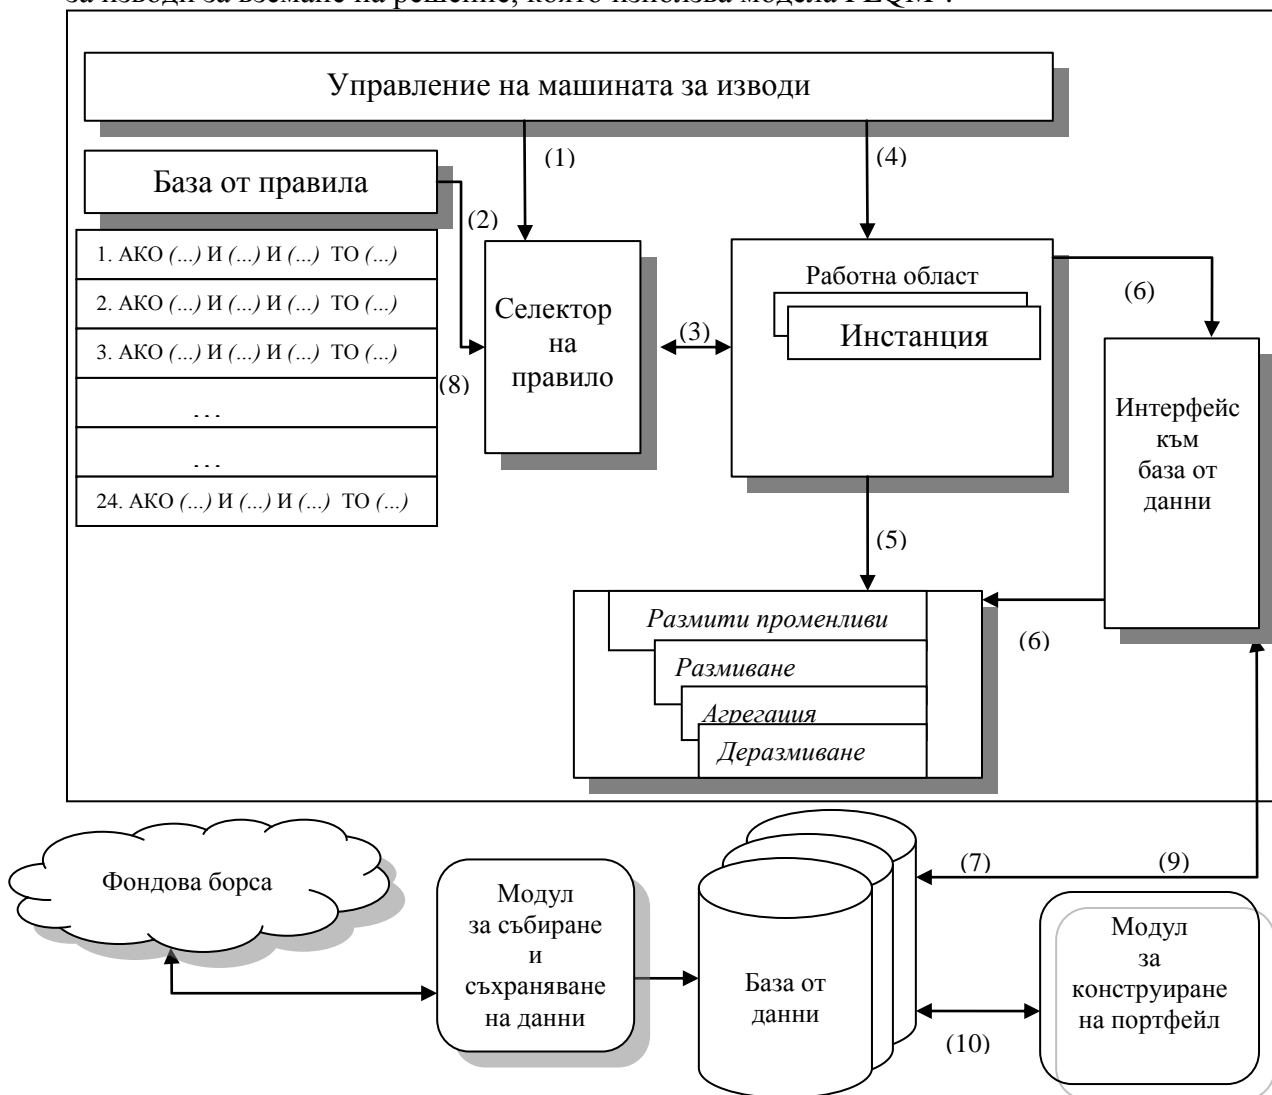 за изводи за вземане на решение, която използва модела FEQM .
Управление на машината за изводи
(1)
(4)
База от правила
(2)
1. АКО (...) И (...) И (...) ТО (...)
2. АКО (...) И (...) И (...) ТО (...)
3. АКО (...) И (...) И (...) ТО (...)
...
...
24. АКО (...) И (...) И (...) ТО (...)
(8)
Селектор
на
правило
(3)
Работна област
Инстанция
(6)
Интерфейс
към
база от
данни
(5)
(6)
Размити променливи
Размиване
Агрегация
Деразмиване
Фондова борса
Модул
за събиране
и
съхраняване
на данни
База от
данни
(7)
(9)
(10)
Модул
за
конструиране
на портфейл